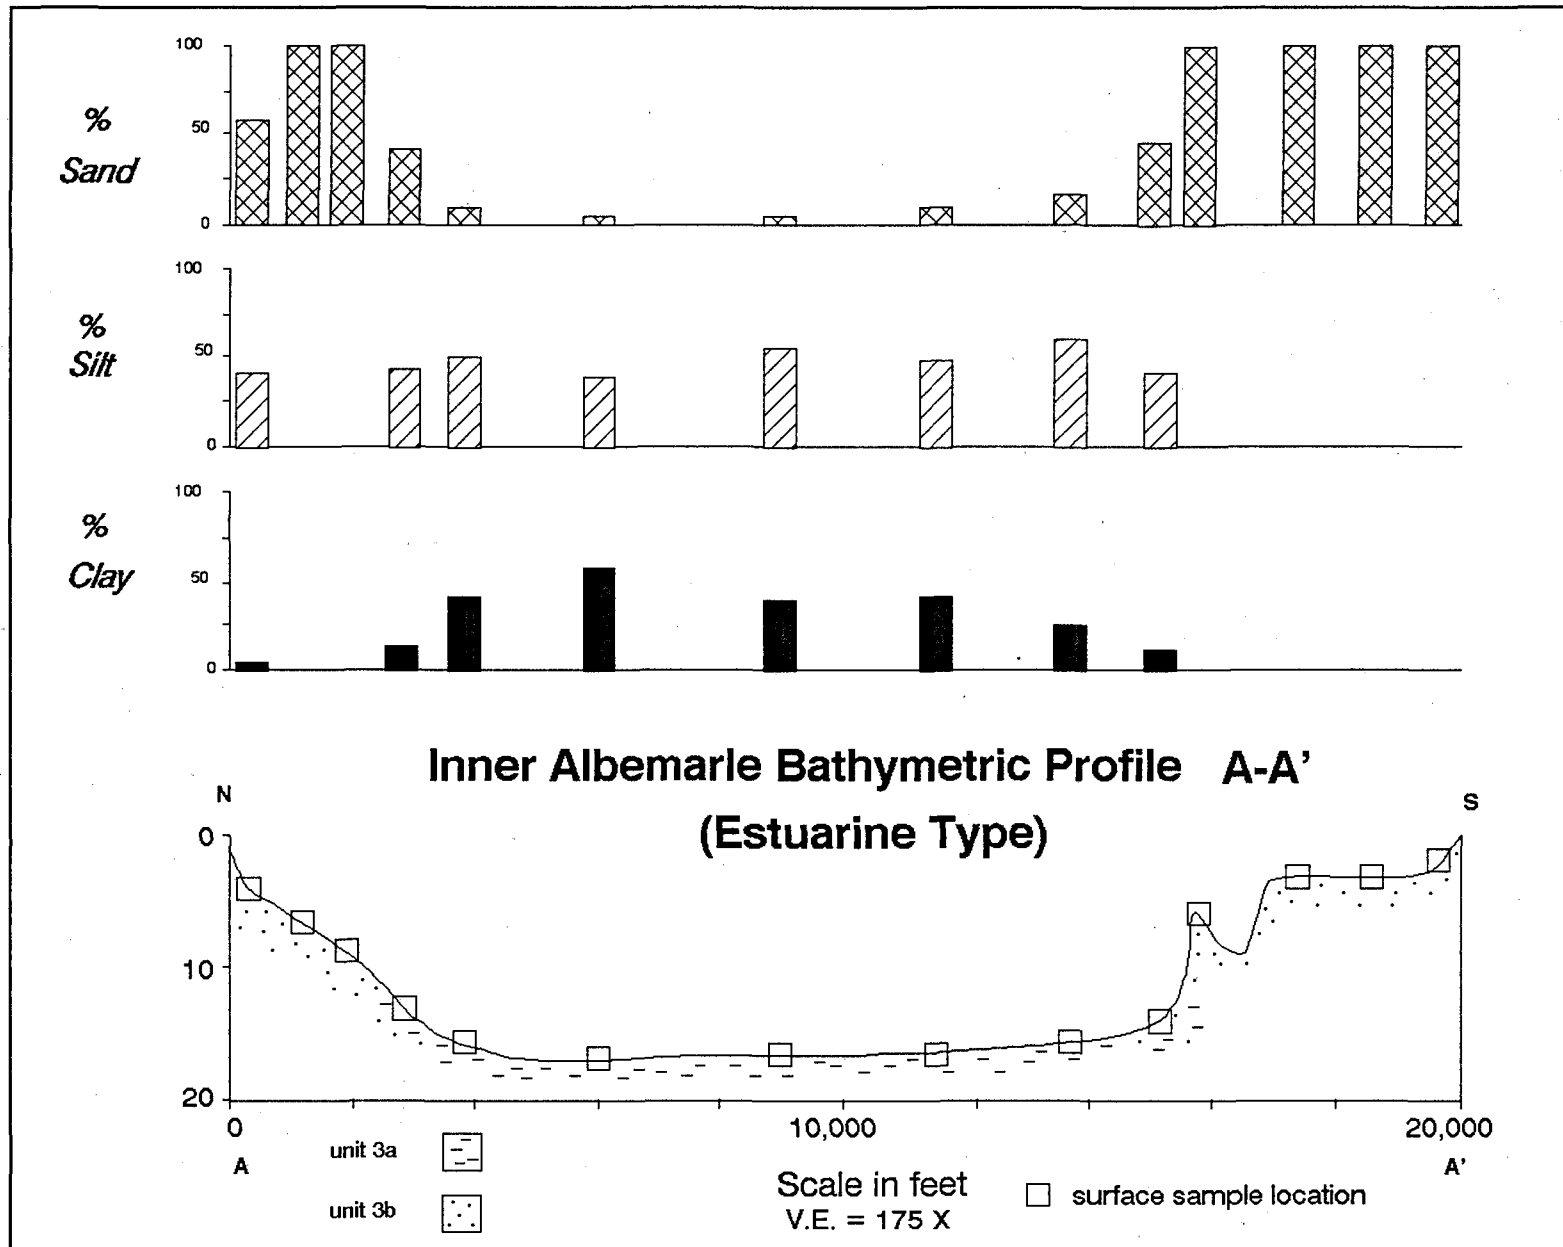 100
%
50
Sand
0
100
%
50
Silt
0
100
%
50
Clay
0
Inner Albemarle Bathymetric Profile A-A'
N
S
(Estuarine Type)
0
10
20
0
10,000
20,000
A
A'
unit 3a
unit 3b
Scale in feet
V.E. = 175 X
surface sample location